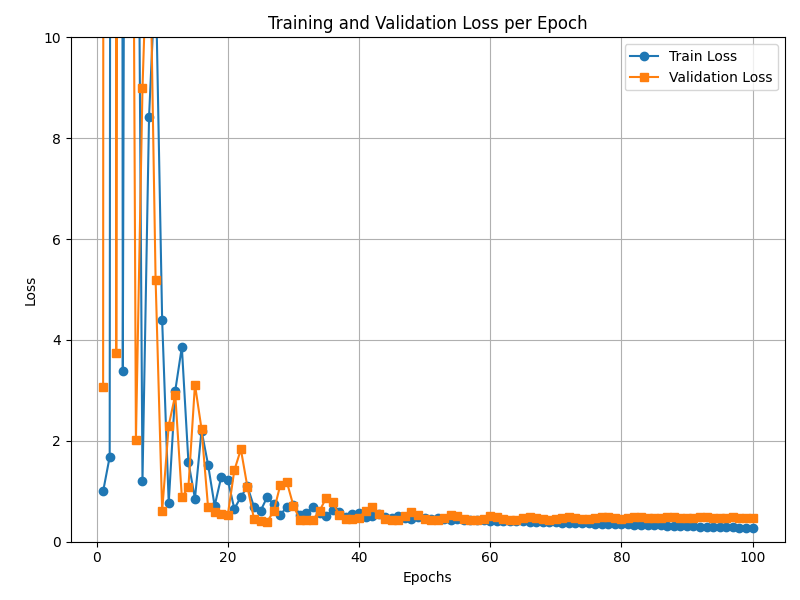 Training and Validation Loss per Epoch
Train Loss
Validation Loss
Loss
10
8
6
4
2
0
0 20 40 60 80 100
Epochs